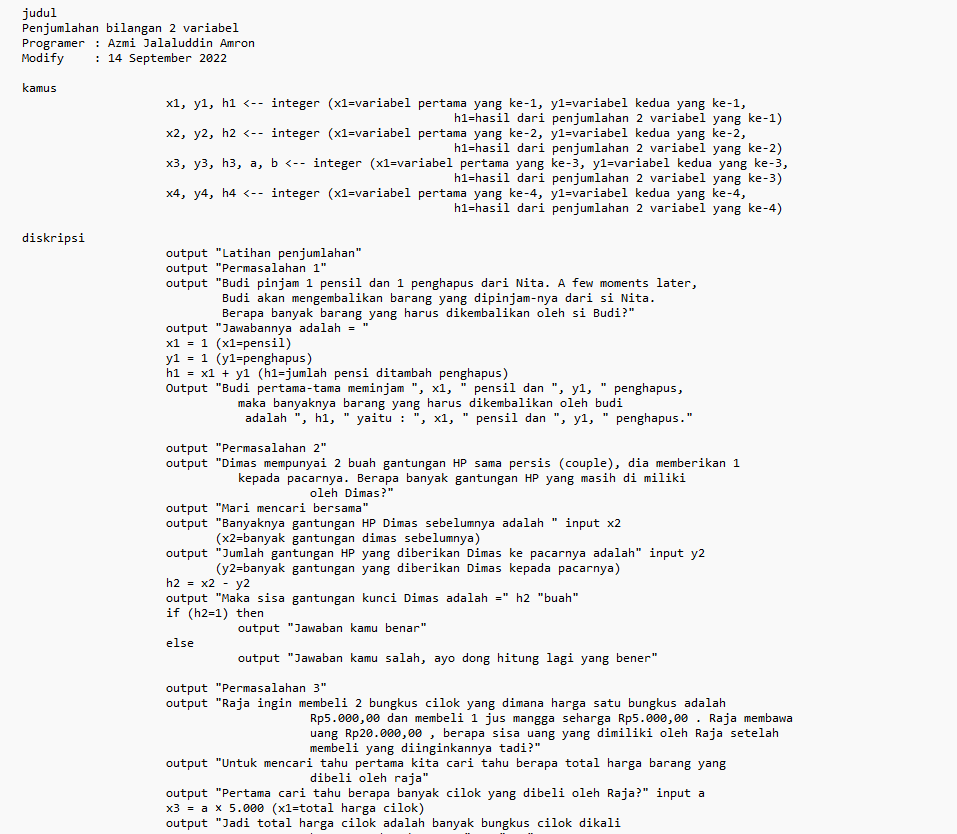 judul
Penjumlahan bilangan 2 variabel
Programer : Azmi Jalaluddin Amron
Modify    : 14 September 2022
kamus
x1, y1, h1 <-- integer (x1=variabel pertama yang ke-1, y1=variabel kedua yang ke-1,
h1=hasil dari penjumlahan 2 variabel yang ke-1)
x2, y2, h2 <-- integer (x1=variabel pertama yang ke-2, y1=variabel kedua yang ke-2,
h1=hasil dari penjumlahan 2 variabel yang ke-2)
x3, y3, h3, a, b <-- integer (x1=variabel pertama yang ke-3, y1=variabel kedua yang ke-3,
h1=hasil dari penjumlahan 2 variabel yang ke-3)
x4, y4, h4 <-- integer (x1=variabel pertama yang ke-4, y1=variabel kedua yang ke-4,
h1=hasil dari penjumlahan 2 variabel yang ke-4)
diskripsi
output "Latihan penjumlahan"
output "Permasalahan 1"
output "Budi pinjam 1 pensil dan 1 penghapus dari Nita. A few moments later,
Budi akan mengembalikan barang yang dipinjam-nya dari si Nita.
Berapa banyak barang yang harus dikembalikan oleh si Budi?"
output "Jawabannya adalah = "
x1 = 1 (x1=pensil)
y1 = 1 (y1=penghapus)
h1 = x1 + y1 (h1=jumlah pensi ditambah penghapus)
Output "Budi pertama-tama meminjam ", x1, " pensil dan ", y1, " penghapus,
maka banyaknya barang yang harus dikembalikan oleh budi
adalah ", h1, " yaitu : ", x1, " pensil dan ", y1, " penghapus."
output "Permasalahan 2"
output "Dimas mempunyai 2 buah gantungan HP sama persis (couple), dia memberikan 1
kepada pacarnya. Berapa banyak gantungan HP yang masih di miliki
oleh Dimas?"
output "Mari mencari bersama"
output "Banyaknya gantungan HP Dimas sebelumnya adalah " input x2
(x2=banyak gantungan dimas sebelumnya)
output "Jumlah gantungan HP yang diberikan Dimas ke pacarnya adalah" input y2
(y2=banyak gantungan yang diberikan Dimas kepada pacarnya)
h2 = x2 - y2
output "Maka sisa gantungan kunci Dimas adalah =" h2 "buah"
if (h2=1) then
output "Jawaban kamu benar"
else
output "Jawaban kamu salah, ayo dong hitung lagi yang bener"
output "Permasalahan 3"
output "Raja ingin membeli 2 bungkus cilok yang dimana harga satu bungkus adalah
Rp5.000,00 dan membeli 1 jus mangga seharga Rp5.000,00 . Raja membawa
uang Rp20.000,00 , berapa sisa uang yang dimiliki oleh Raja setelah
membeli yang diinginkannya tadi?"
output "Untuk mencari tahu pertama kita cari tahu berapa total harga barang yang
dibeli oleh raja"
output "Pertama cari tahu berapa banyak cilok yang dibeli oleh Raja?" input a
x3 = a × 5.000 (x1=total harga cilok)
output "Jadi total harga cilok adalah banyak bungkus cilok dikali